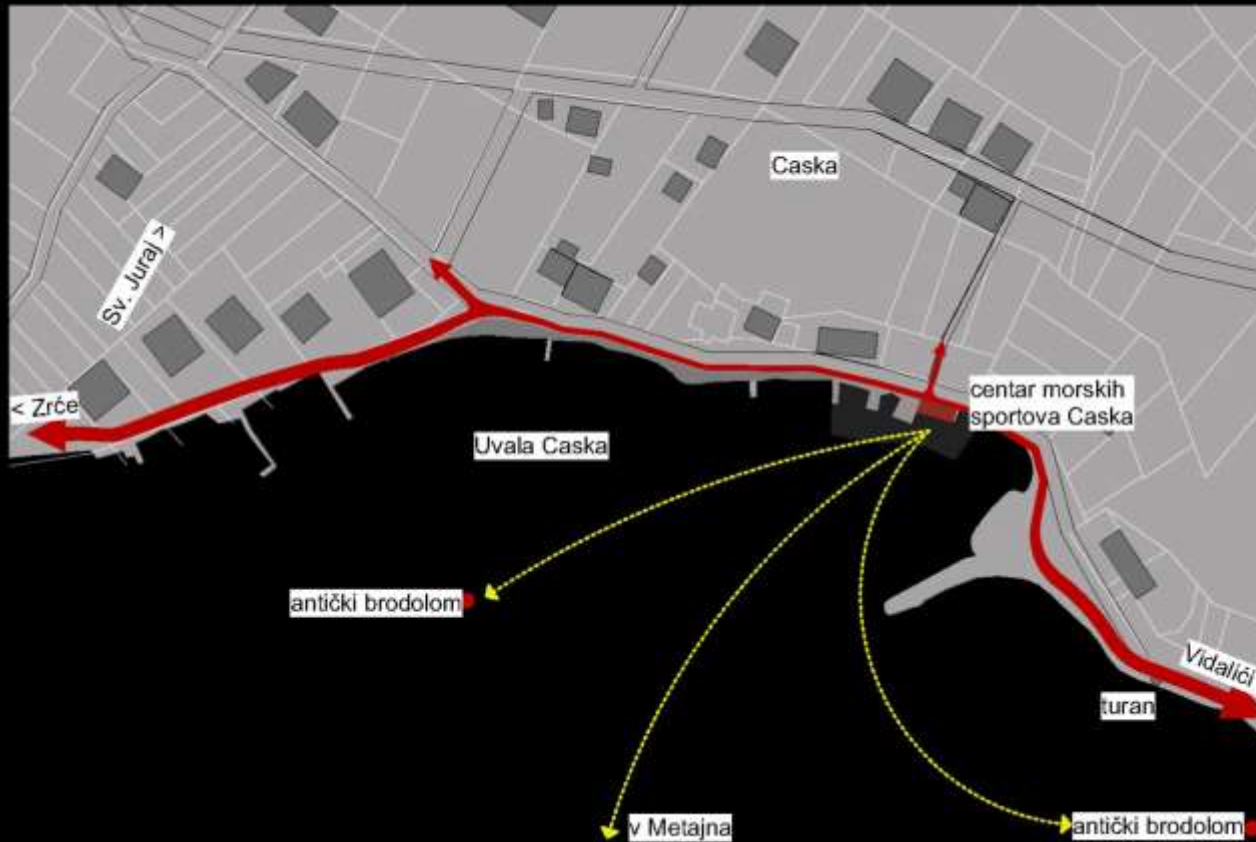 Caska
Sv. Juraj >
centar morskih
sportova Caska
< Zrće
Uvala Caska
antički brodolom
Vidalići
turan
v Metajna
antički brodolom